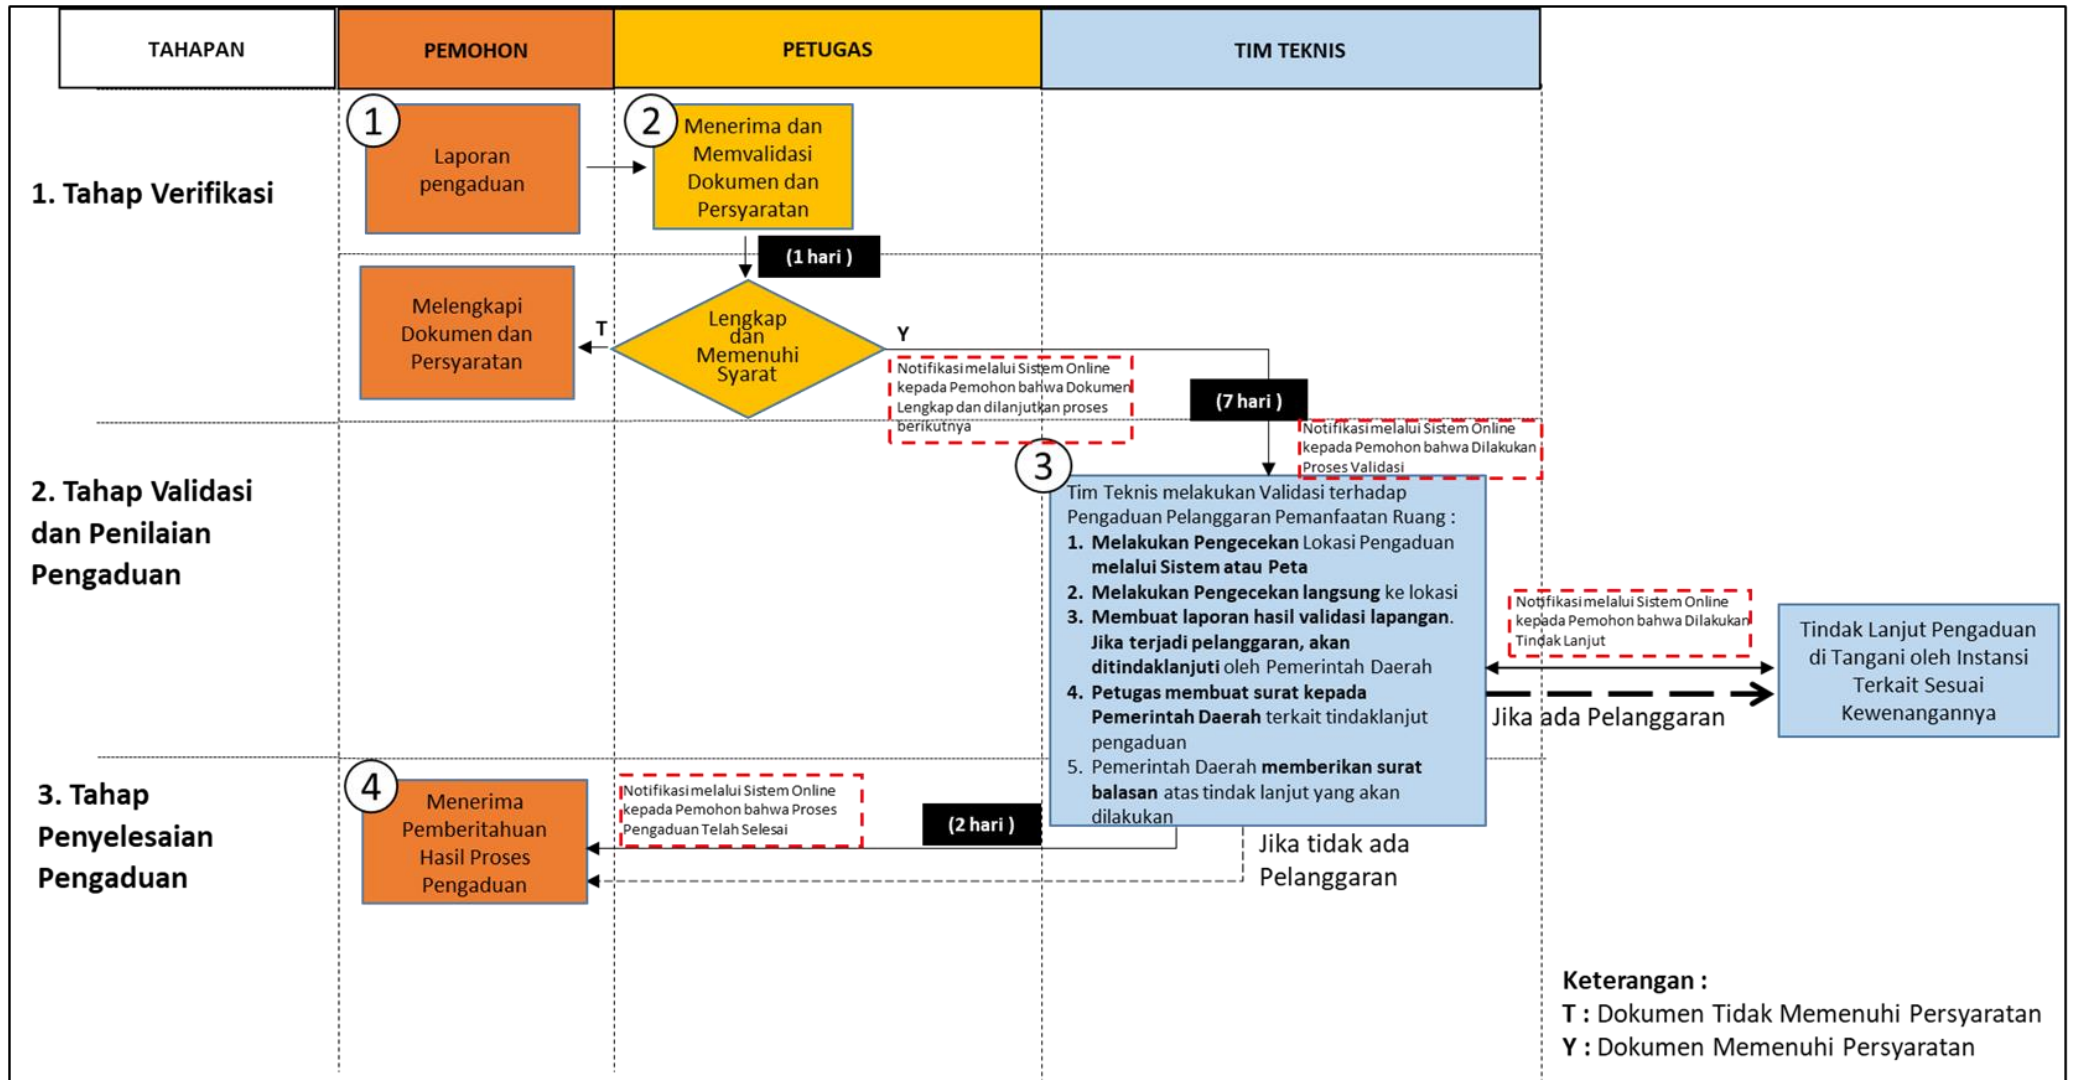 TAHAPAN
PEMOHON
PETUGAS
TIM TEKNIS
1. Tahap Verifikasi
1
Laporan
pengaduan
2
Menerima dan
Memvalidasi
Dokumen dan
Persyaratan
(1 hari )
Melengkapi
Dokumen dan
Persyaratan
T
Lengkap
dan
Memenuhi
Syarat
Y
Notifikasi melalui Sistem Online
kepada Pemohon bahwa Dokumen
Lengkap dan dilanjutkan proses
berikutnya
(7 hari )
Notifikasi melalui Sistem Online
kepada Pemohon bahwa Dilakukan
Proses Validasi
2. Tahap Validasi
dan Penilaian
Pengaduan
3
Tim Teknis melakukan Validasi terhadap
Pengaduan Pelanggaran Pemanfaatan Ruang :
1. Melakukan Pengecekan Lokasi Pengaduan
melalui Sistem atau Peta
2. Melakukan Pengecekan langsung ke lokasi
3. Membuat laporan hasil validasi lapangan.
Jika terjadi pelanggaran, akan
ditindaklanjuti oleh Pemerintah Daerah
4. Petugas membuat surat kepada
Pemerintah Daerah terkait tindaklanjut
pengaduan
5. Pemerintah Daerah memberikan surat
balasan atas tindak lanjut yang akan
dilakukan
Notifikasi melalui Sistem Online
kepada Pemohon bahwa Dilakukan
Tindak Lanjut
Jika ada Pelanggaran
Tindak Lanjut Pengaduan
di Tangani oleh Instansi
Terkait Sesuai
Kewenangannya
3. Tahap
Penyelesaian
Pengaduan
4
Menerima
Pemberitahuan
Hasil Proses
Pengaduan
Notifikasi melalui Sistem Online
kepada Pemohon bahwa Proses
Pengaduan Telah Selesai
(2 hari )
Jika tidak ada
Pelanggaran
Keterangan :
T : Dokumen Tidak Memenuhi Persyaratan
Y : Dokumen Memenuhi Persyaratan